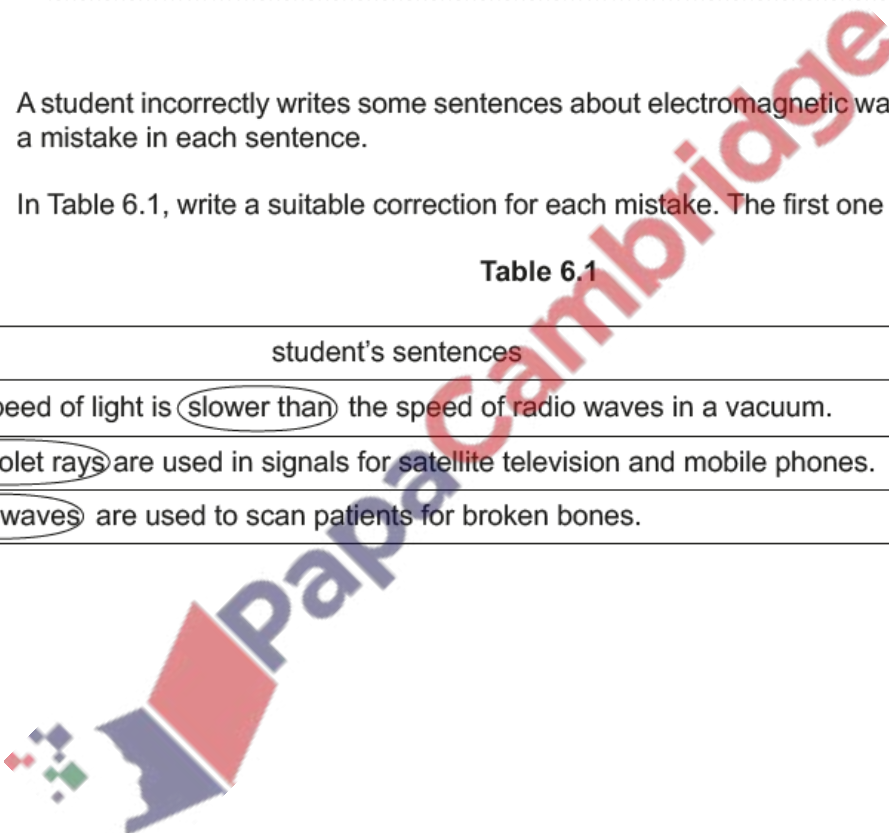 A student incorrectly writes some sentences about electromagnetic wa
a mistake in each sentence.
In Table 6.1, write a suitable correction for each mistake. The first one
Table 6.1
student’s sentences
peed of light is slower than the speed of radio waves in a vacuum.
olet rays are used in signals for satellite television and mobile phones.
waves are used to scan patients for broken bones.
PapaCambridge